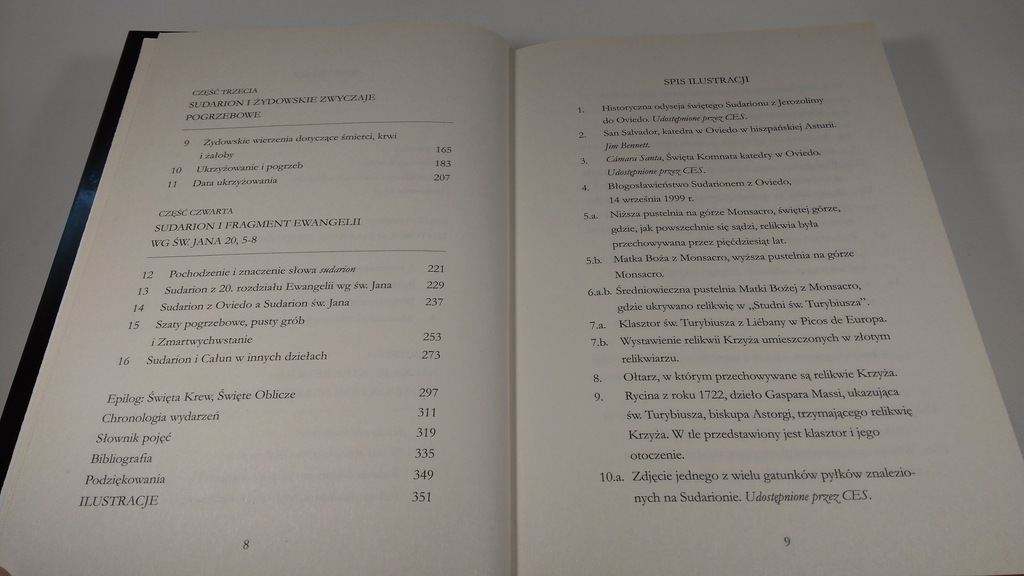 CZĘŚĆ TRZECIA
SUDARION I ŻYDOWSKIE ZWYCZAJE
POGRZEBOWE
9 Żydowskie wierzenia dotyczące śmierci, krwi
i żałoby 165
10 Ukrzyżowanie i pogrzeb 183
11 Data ukrzyżowania 207
CZĘŚĆ CZWARTA
SUDARION I FRAGMENT EWANGELII
WG ŚW. JANA 20, 5-8
12 Pochodzenie i znaczenie słowa sudarion 221
13 Sudarion z 20. rozdziału Ewangelii wg św. Jana 229
14 Sudarion z Oviedo a Sudarion św. Jana 237
15 Szaty pogrzebowe, pusty grób
i Zmartwychwstanie 253
16 Sudarion i Całun w innych dziełach 273
Epilog: Święta Krew, Święte Oblicze 297
Chronologia wydarzeń 311
Słownik pojęć 319
Bibliografia 335
Podziękowania 349
ILUSTRACJE 351
8
SPIS ILUSTRACJI
1. Historyczna odyseja świętego Sudarionu z Jerozolimy
do Oviedo. Udostępnione przez CES.
2. San Salvador, katedra w Oviedo w hiszpańskiej Asturii.
Jim Bennett.
3. Cámara Santa, Święta Komnata katedry w Oviedo.
Udostępnione przez CES.
4. Błogosławieństwo Sudarionem z Oviedo,
14 września 1999 r.
5.a. Niższa pustelnia na górze Monsacro, świętej górze,
gdzie, jak powszechnie się sądzi, relikwia była
przechowywana przez pięćdziesiąt lat.
5.b. Matka Boża z Monsacro, wyższa pustelnia na górze
Monsacro.
6.a.b. Średniowieczna pustelnia Matki Bożej z Monsacro,
gdzie ukrywano relikwię w „Studni św. Turybiusza”.
7.a. Klasztor św. Turybiusza z Liébany w Picos de Europa.
7.b. Wystawienie relikwii Krzyża umieszczonych w złotym
relikwiarzu.
8. Ołtarz, w którym przechowywane są relikwie Krzyża.
9. Rycina z roku 1722, dzieło Gaspara Massi, ukazująca
św. Turybiusza, biskupa Astorgi, trzymającego relikwię
Krzyża. W tle przedstawiony jest klasztor i jego
otoczenie.
10.a. Zdjęcie jednego z wielu gatunków pyłków znalezio-
nych na Sudarionie. Udostępnione przez CES.
9